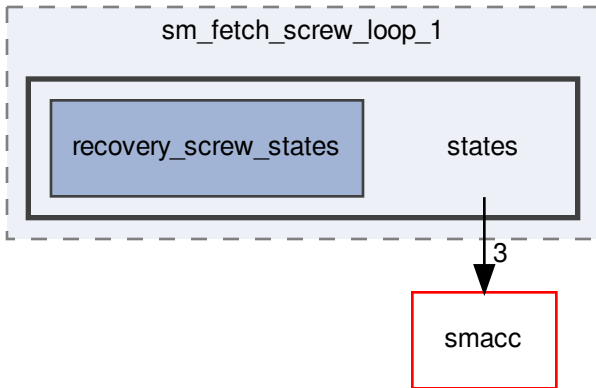 sm_fetch_screw_loop_1
recovery_screw_states
states
3
smacc